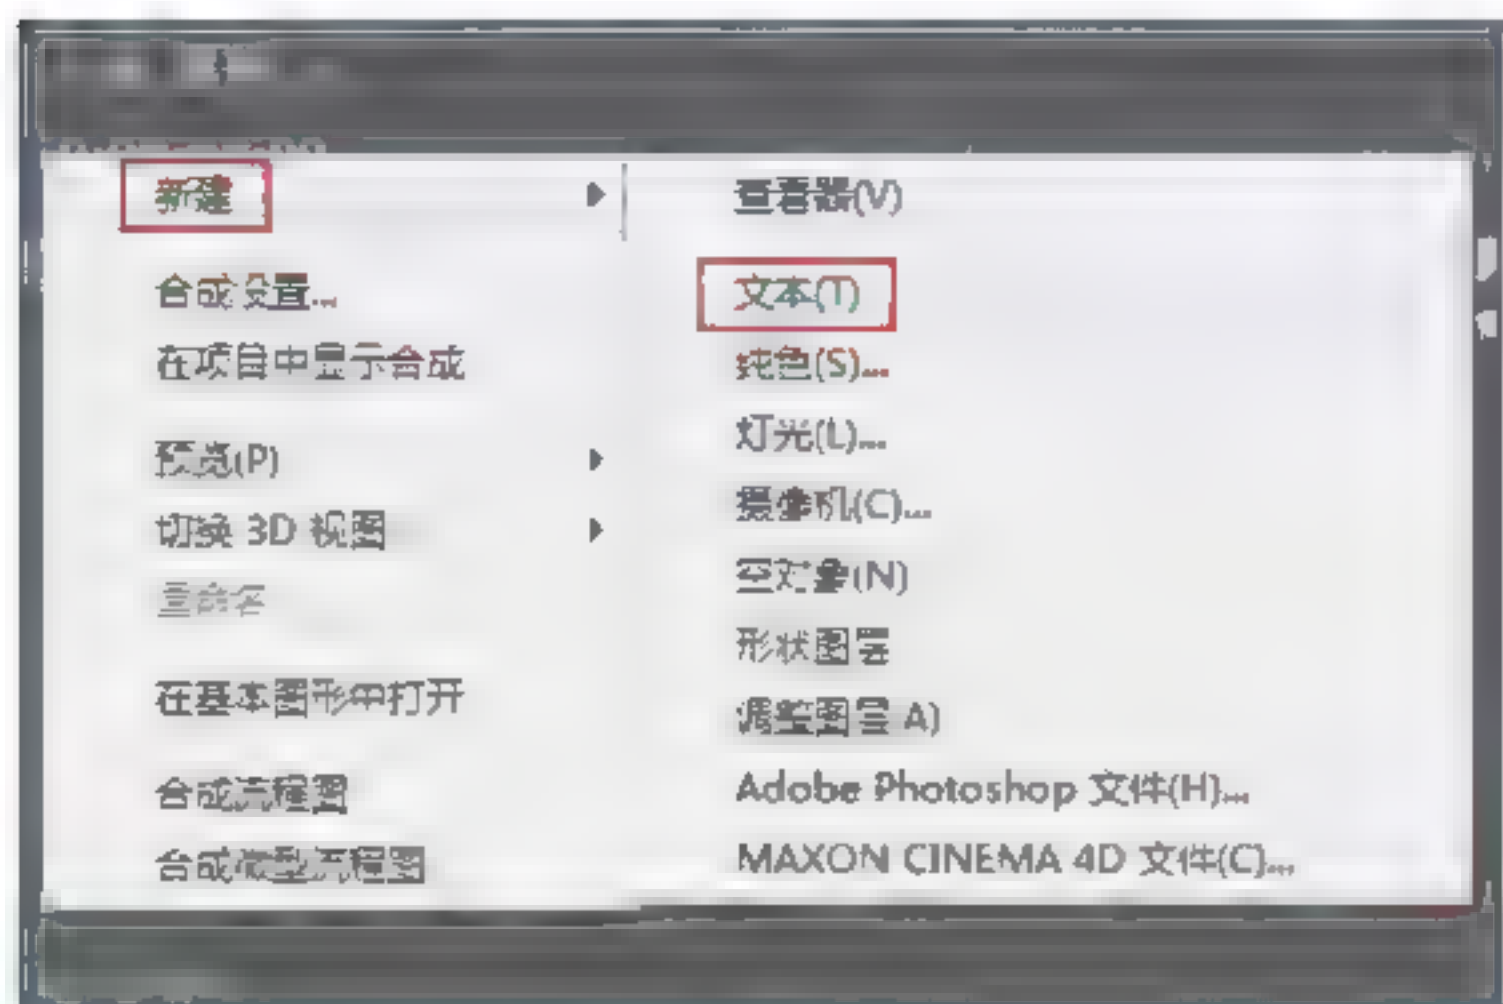 新建
合成设置...
在项目中显示合成
预览(P)
切换 3D 视图
重命名
在基本图形中打开
合成流程图
合成微型流程图
查看器(V)
文本(T)
纯色(S)...
灯光(L)...
摄像机(C)...
空对象(N)
形状图层
调整图层 A)
Adobe Photoshop 文件(H)...
MAXON CINEMA 4D 文件(C)...